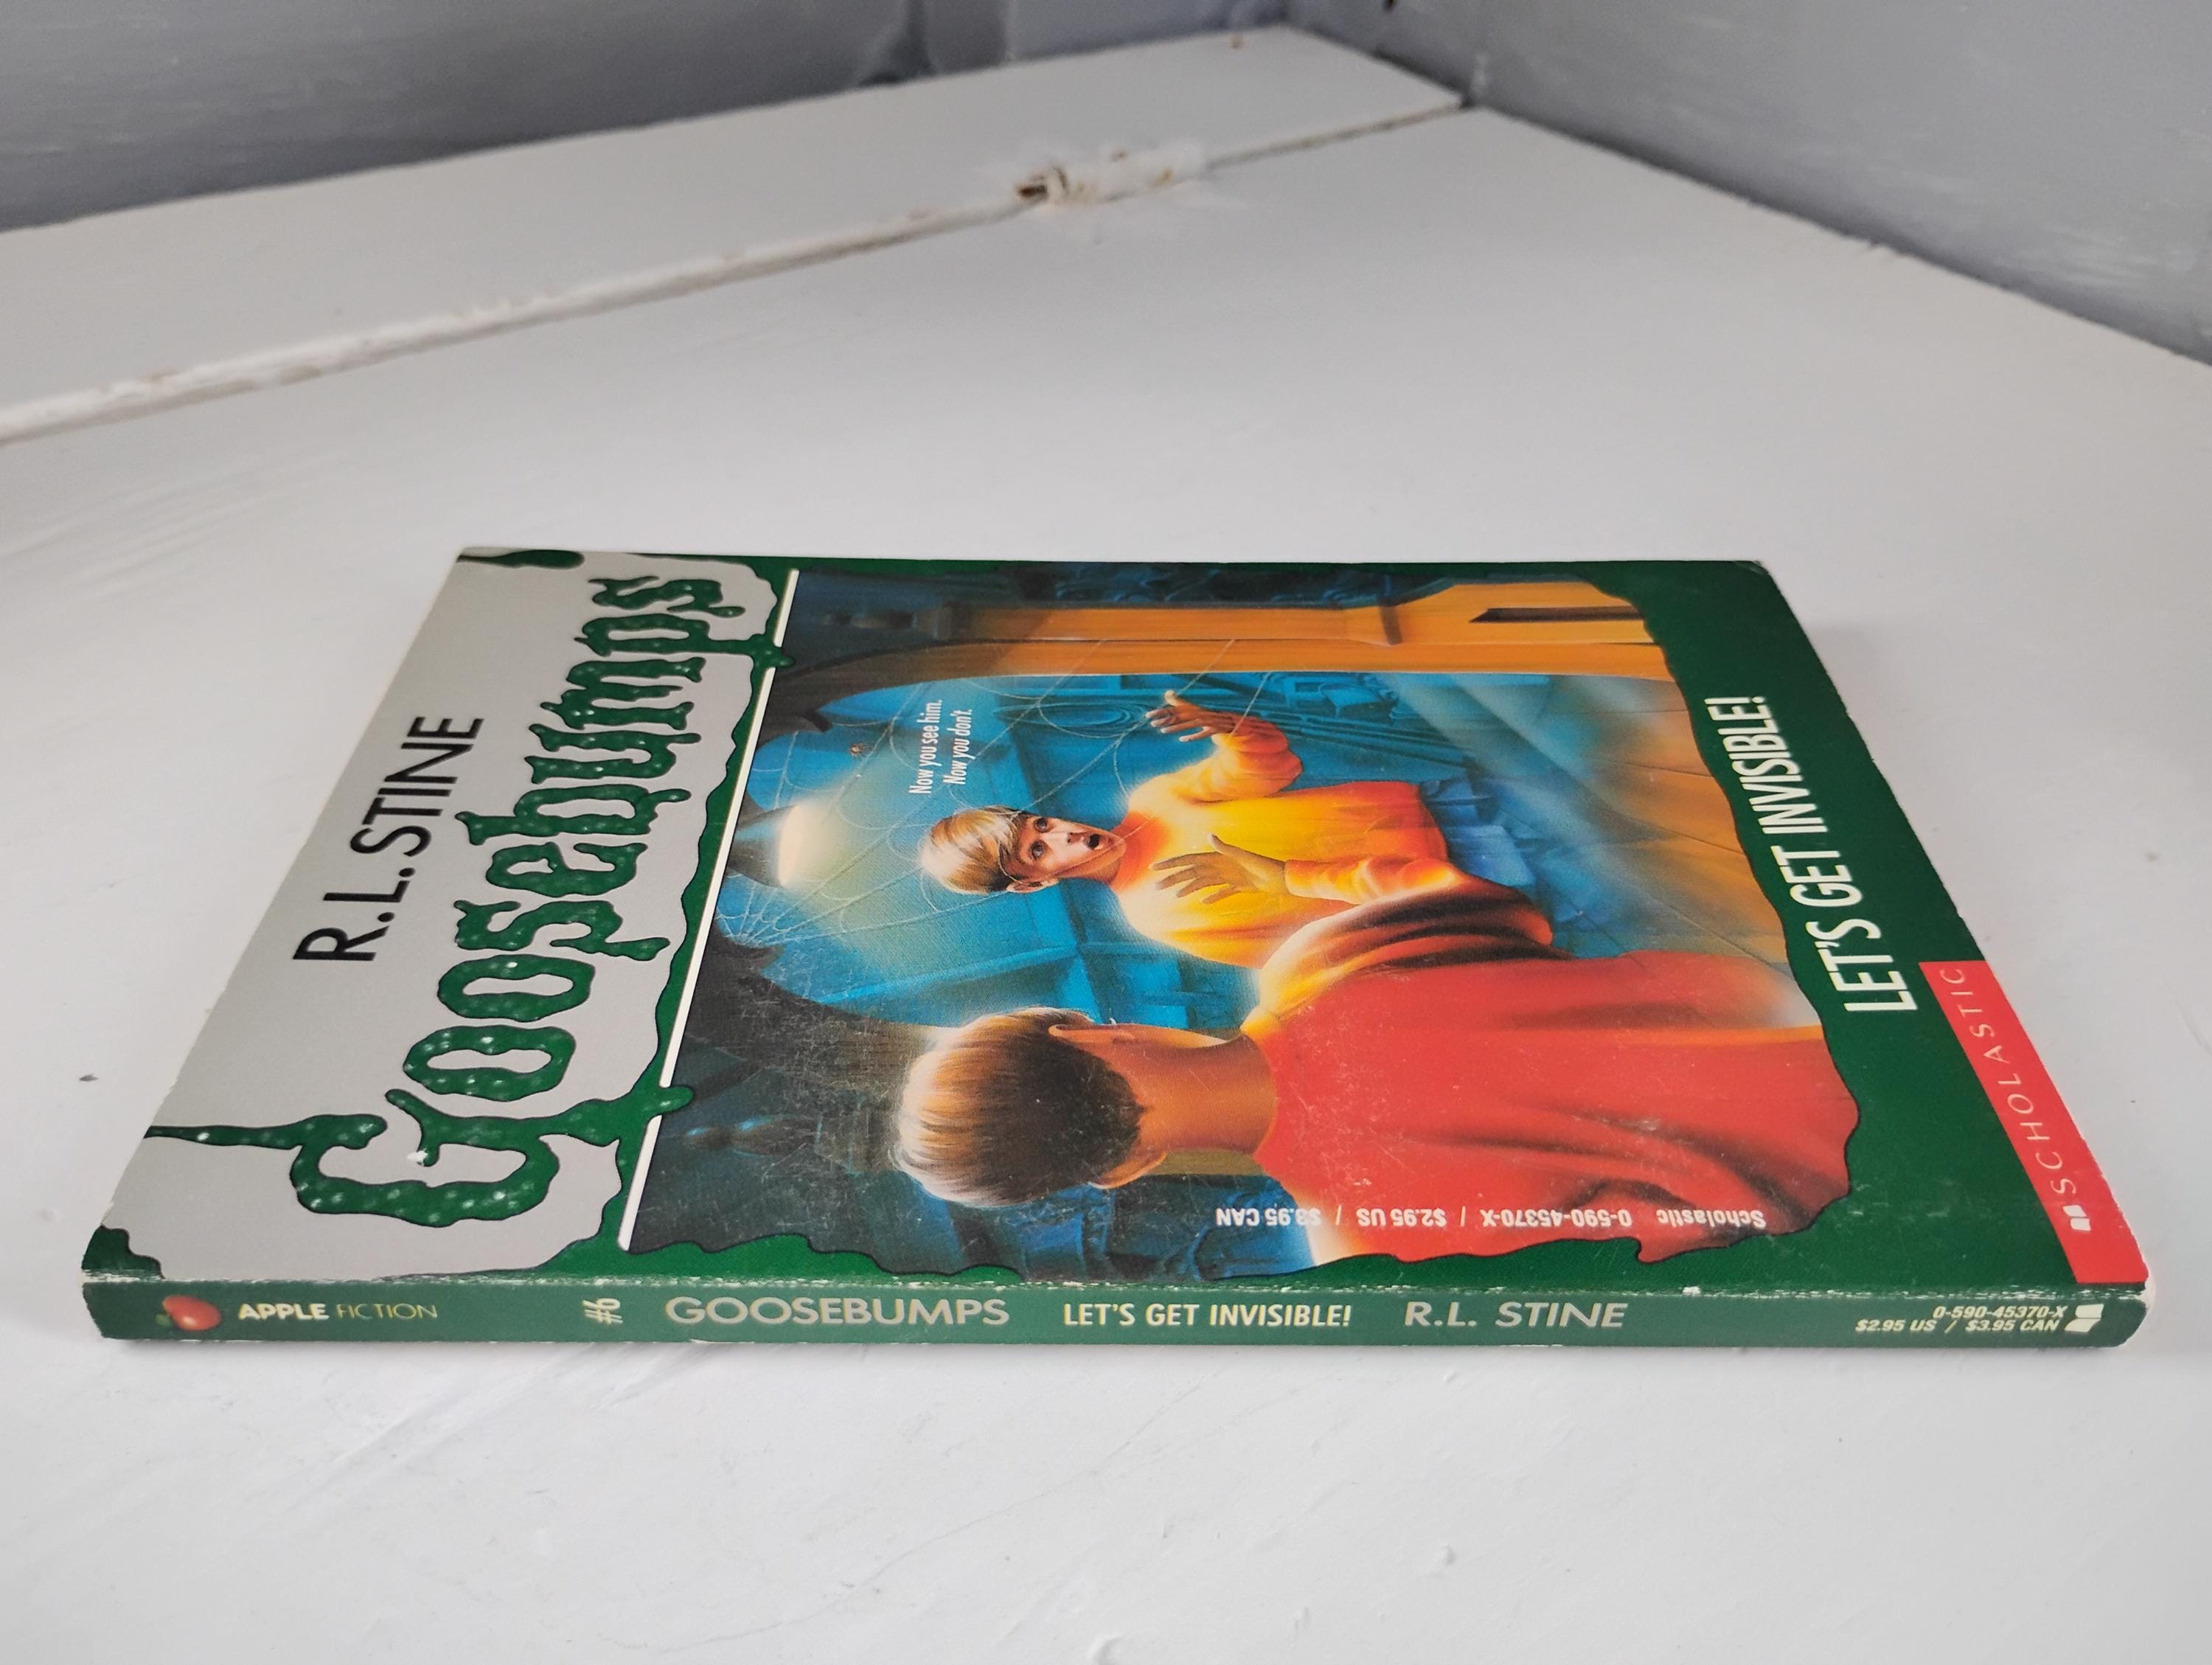 R.L. STINE
Goosebumps
Now you see him.
Now you don't.
Scholastic 0-590-45370-X / $2.95 US / $3.95 CAN
LET'S GET INVISIBLE!
SCHOLASTIC
APPLE FICTION #6 GOOSEBUMPS LET'S GET INVISIBLE! R.L. STINE
0-590-45370-X
$2.95 US / $3.95 CAN